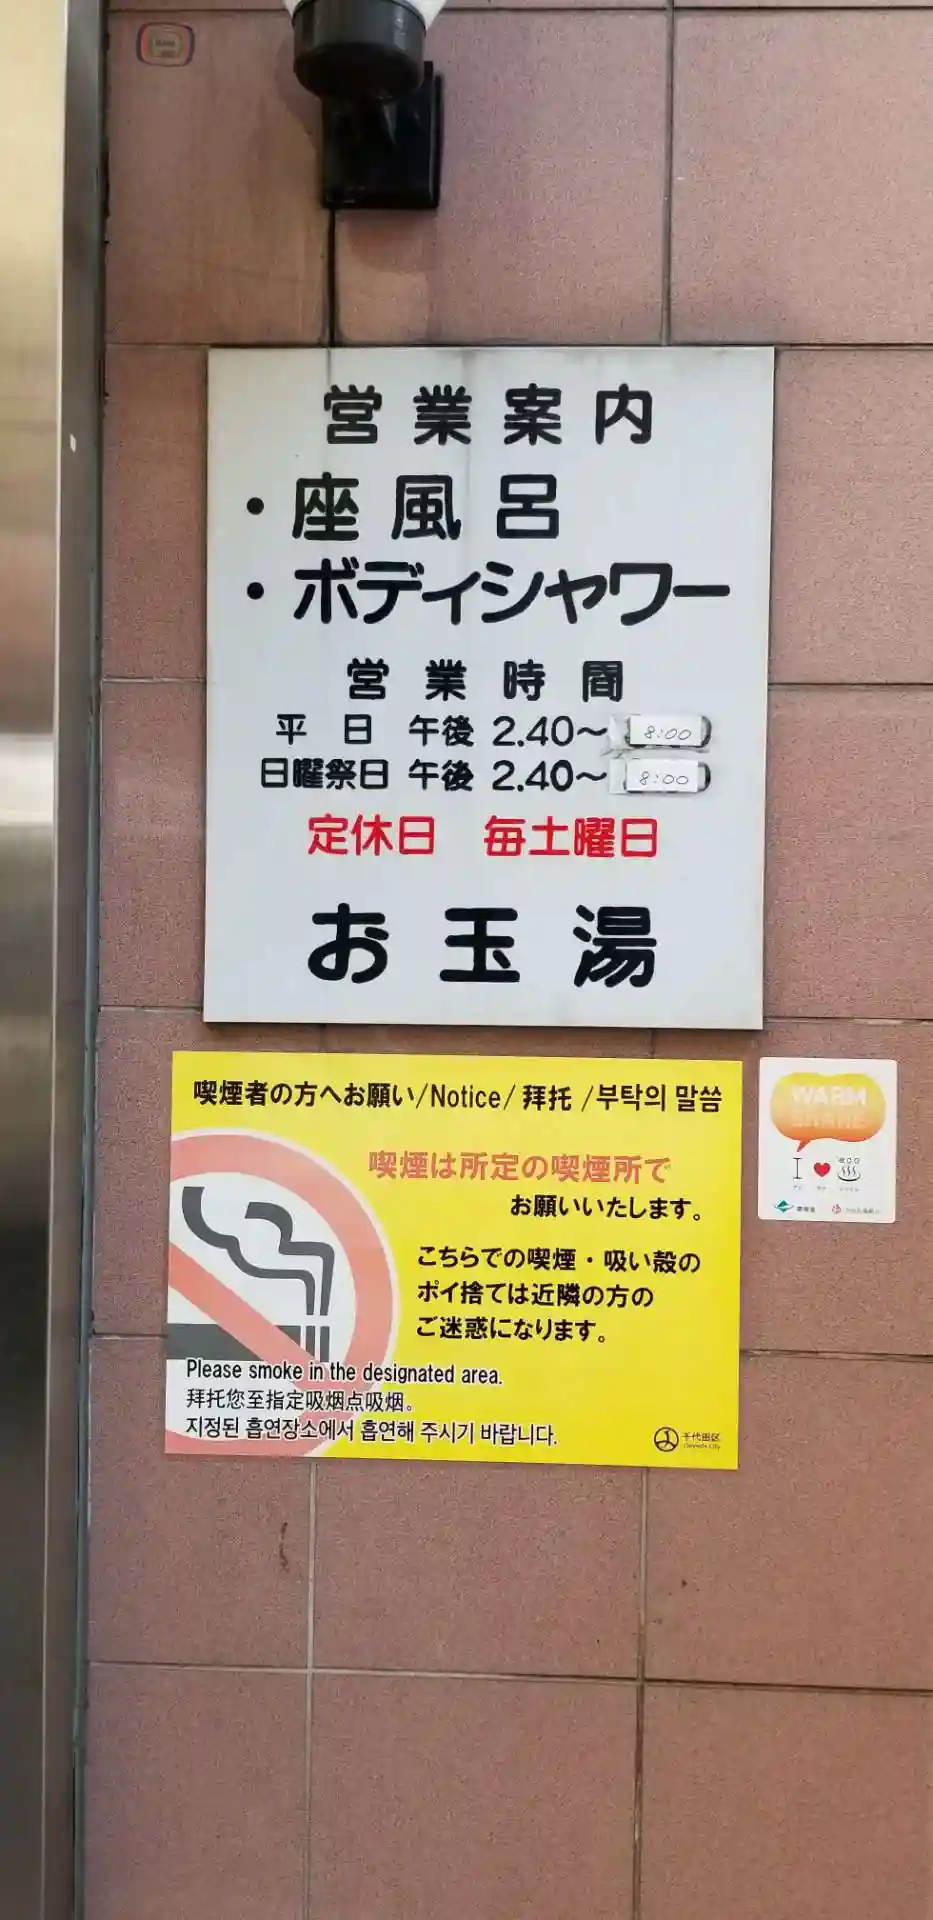 営業案内
・座風呂
・ボディシャワー
営業時間
平日 午後 2.40〜 8:00
日曜祭日 午後 2.40〜 8:00
定休日 毎土曜日
お玉湯
喫煙者の方へお願い/Notice/ 拜托 /부탁의 말씀
喫煙は所定の喫煙所で
お願いいたします。
こちらでの喫煙・吸い殻の
ポイ捨ては近隣の方の
ご迷惑になります。
Please smoke in the designated area.
拜托您至指定吸烟点吸烟。
지정된 흡연장소에서 흡연해 주시기 바랍니다.
千代田区
Chiyoda City
WARM
SHARE
I